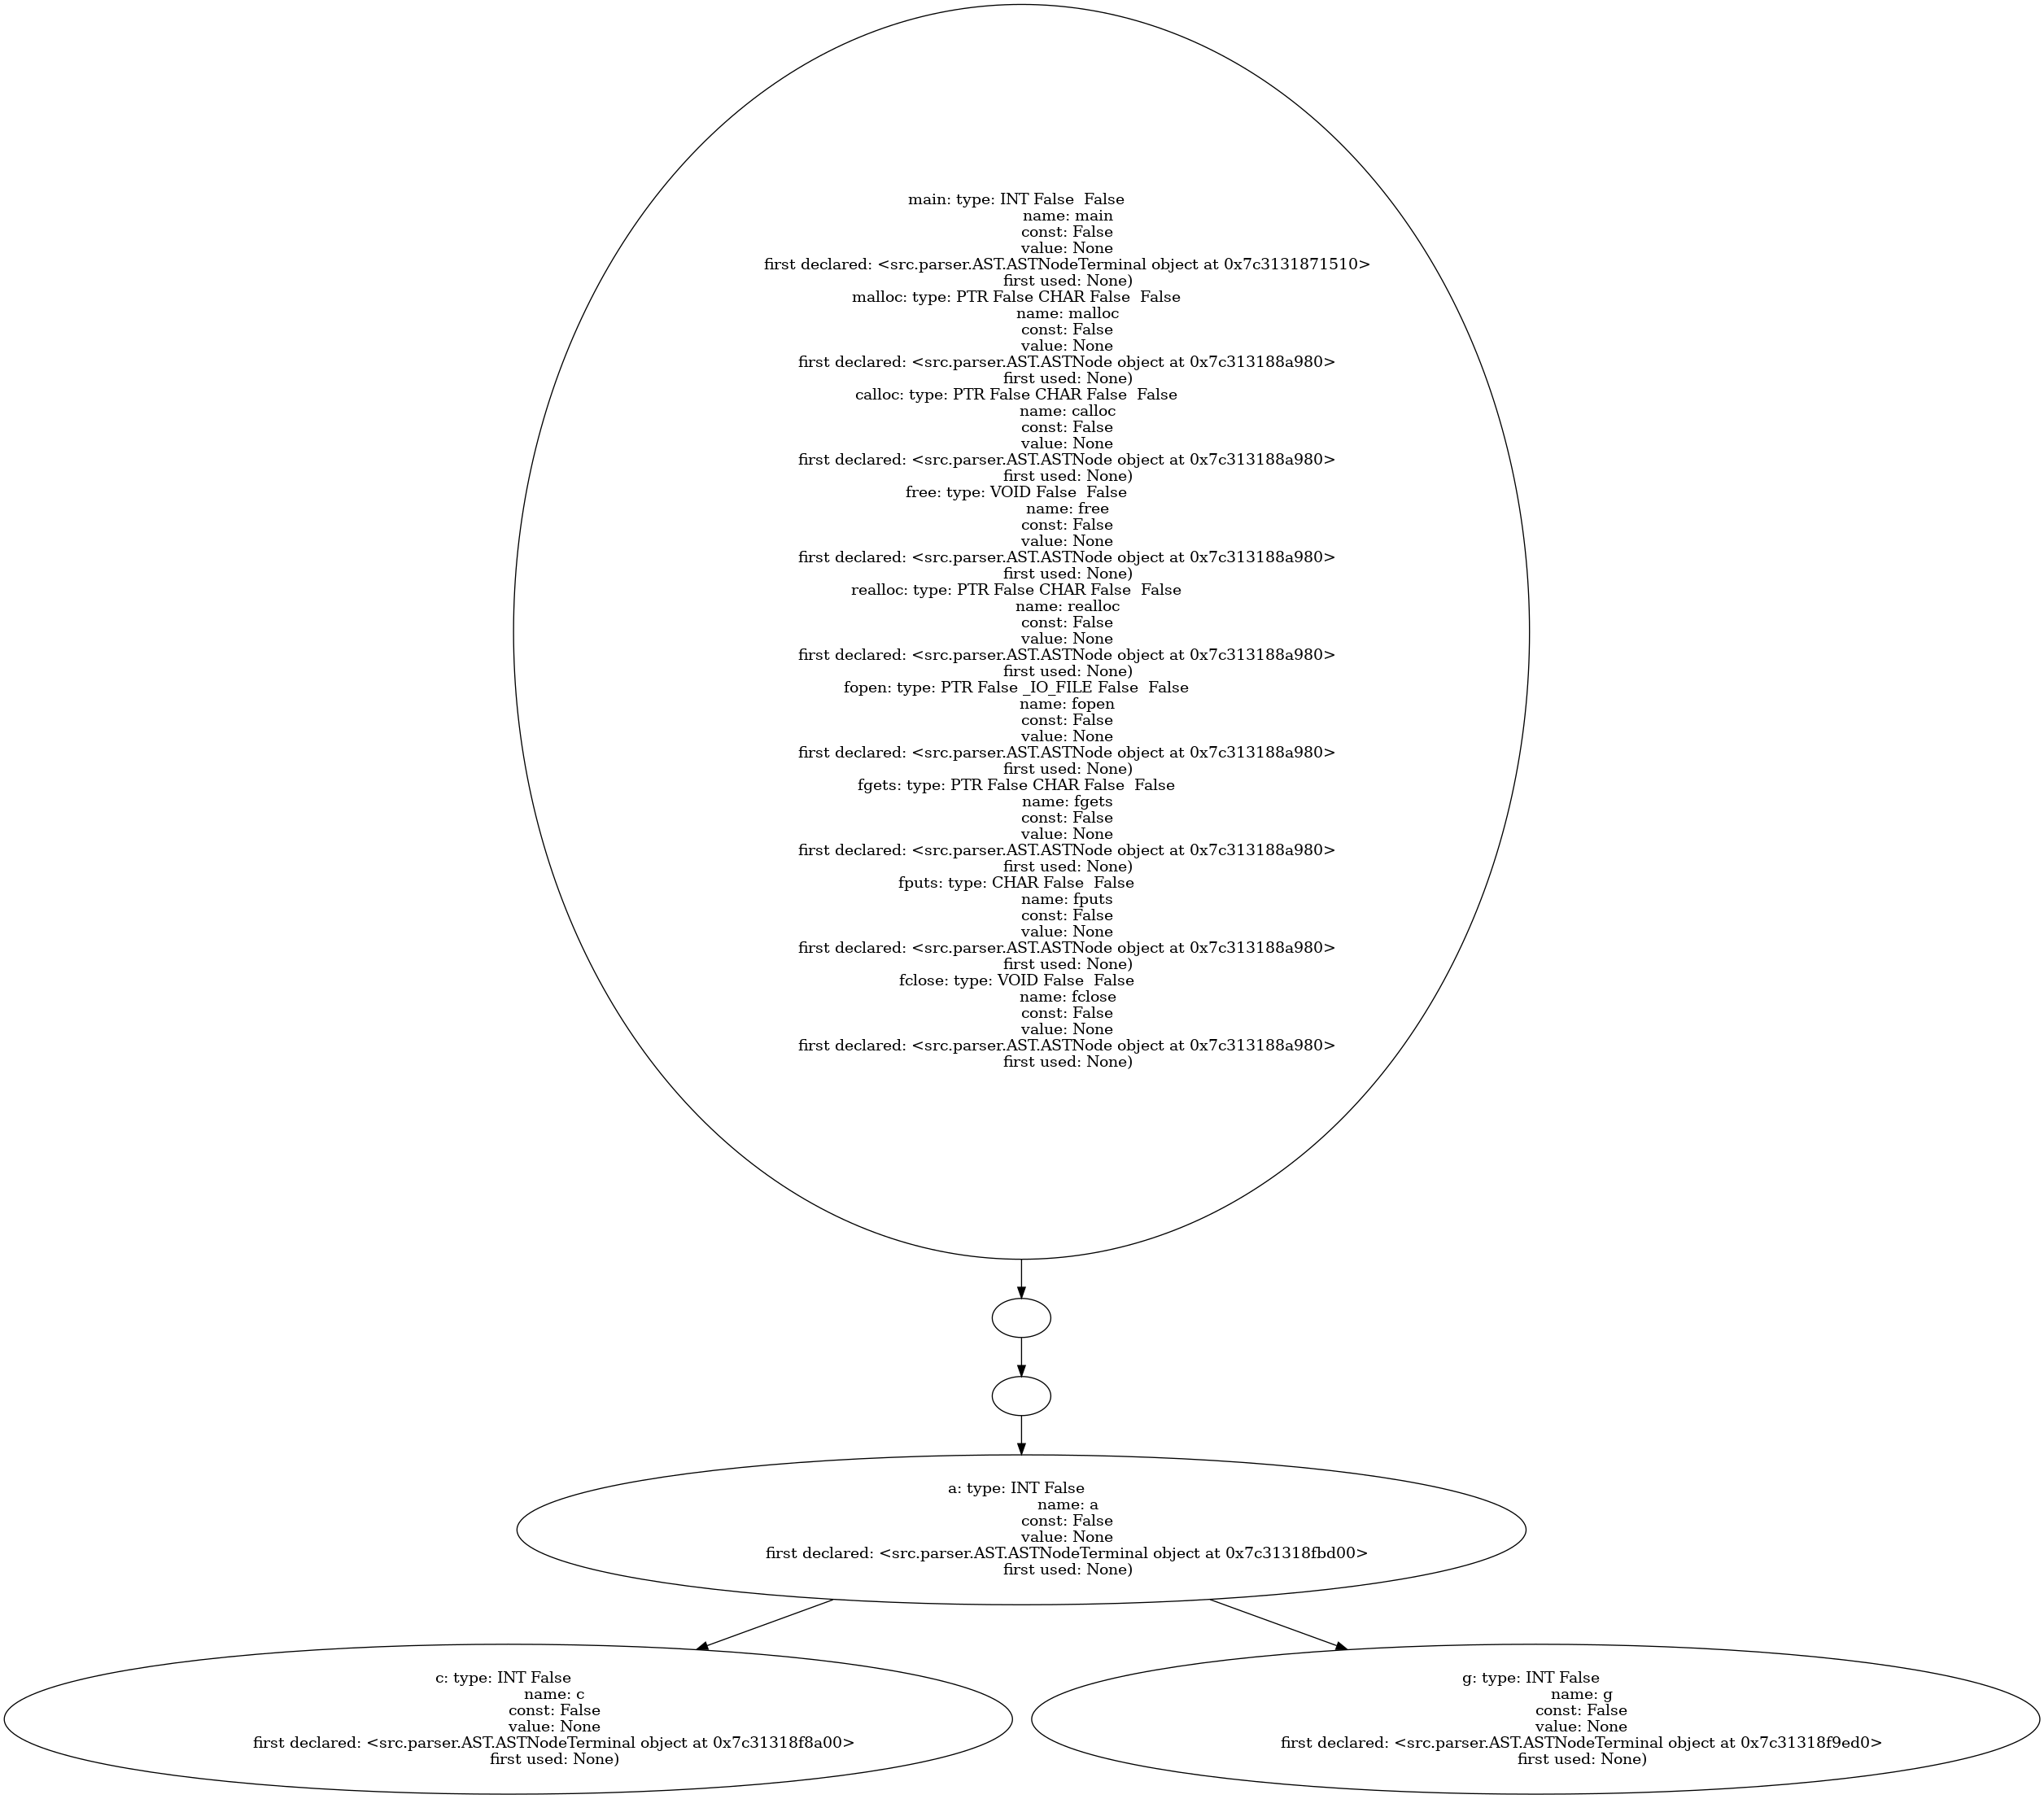 main: type: INT False  False
name: main
const: False
value: None
first declared: <src.parser.AST.ASTNodeTerminal object at 0x7c3131871510>
first used: None)
malloc: type: PTR False CHAR False  False
name: malloc
const: False
value: None
first declared: <src.parser.AST.ASTNode object at 0x7c313188a980>
first used: None)
calloc: type: PTR False CHAR False  False
name: calloc
const: False
value: None
first declared: <src.parser.AST.ASTNode object at 0x7c313188a980>
first used: None)
free: type: VOID False  False
name: free
const: False
value: None
first declared: <src.parser.AST.ASTNode object at 0x7c313188a980>
first used: None)
realloc: type: PTR False CHAR False  False
name: realloc
const: False
value: None
first declared: <src.parser.AST.ASTNode object at 0x7c313188a980>
first used: None)
fopen: type: PTR False _IO_FILE False  False
name: fopen
const: False
value: None
first declared: <src.parser.AST.ASTNode object at 0x7c313188a980>
first used: None)
fgets: type: PTR False CHAR False  False
name: fgets
const: False
value: None
first declared: <src.parser.AST.ASTNode object at 0x7c313188a980>
first used: None)
fputs: type: CHAR False  False
name: fputs
const: False
value: None
first declared: <src.parser.AST.ASTNode object at 0x7c313188a980>
first used: None)
fclose: type: VOID False  False
name: fclose
const: False
value: None
first declared: <src.parser.AST.ASTNode object at 0x7c313188a980>
first used: None)
a: type: INT False
name: a
const: False
value: None
first declared: <src.parser.AST.ASTNodeTerminal object at 0x7c31318fbd00>
first used: None)
c: type: INT False
name: c
const: False
value: None
first declared: <src.parser.AST.ASTNodeTerminal object at 0x7c31318f8a00>
first used: None)
g: type: INT False
name: g
const: False
value: None
first declared: <src.parser.AST.ASTNodeTerminal object at 0x7c31318f9ed0>
first used: None)